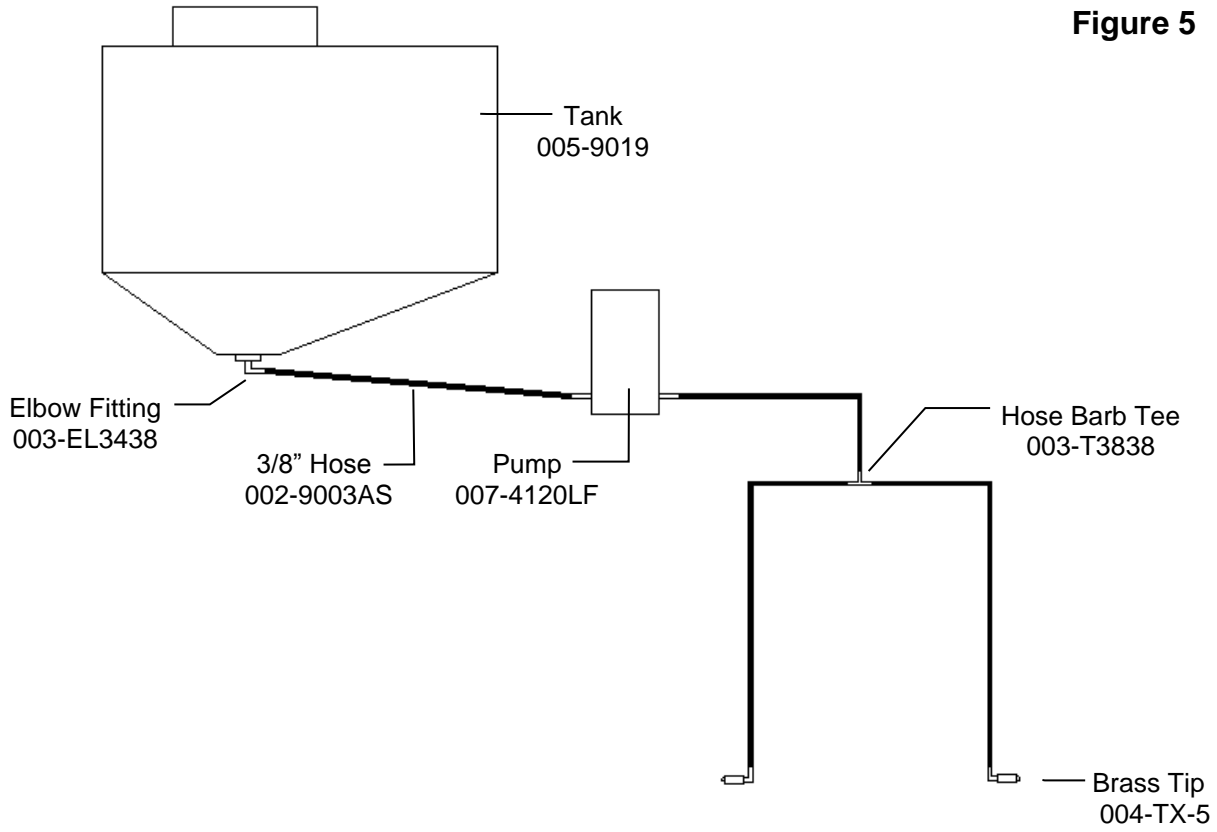 Figure 5
Tank
005-9019
Elbow Fitting
003-EL3438
3/8” Hose
002-9003AS
Pump
007-4120LF
Hose Barb Tee
003-T3838
Brass Tip
004-TX-5